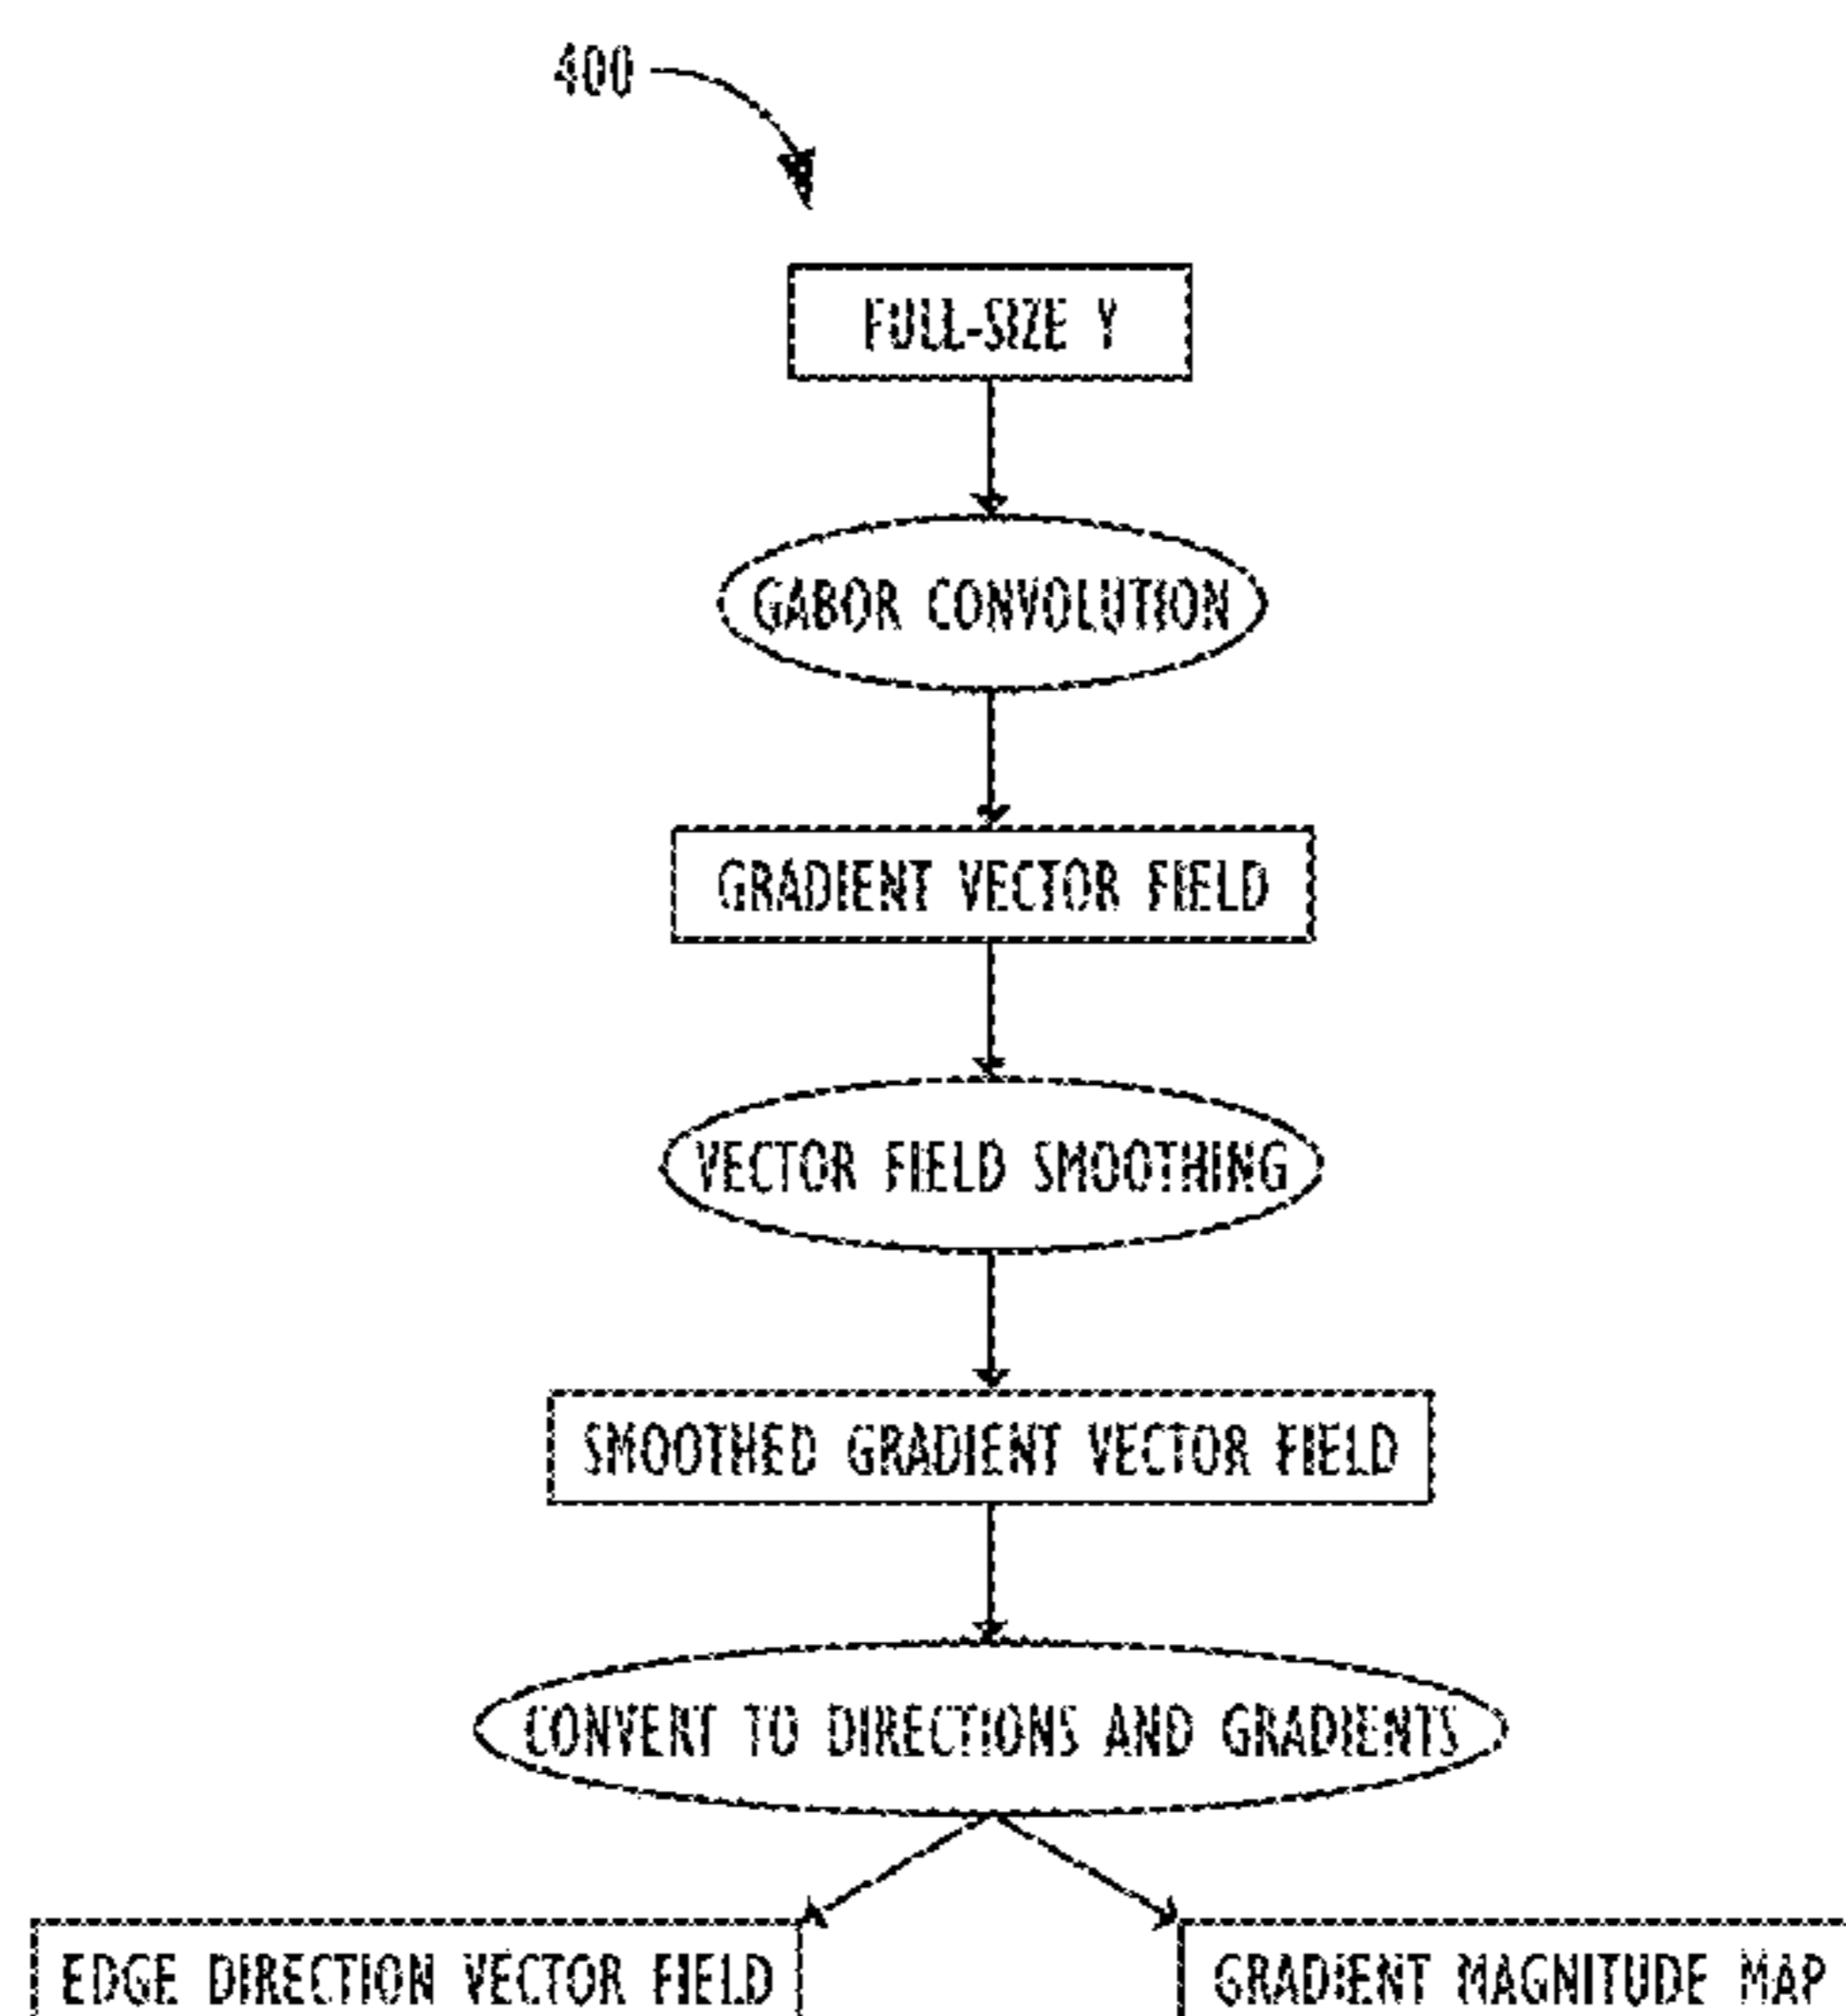 400
FULL-SIZE Y
GABOR CONVOLUTION
GRADIENT VECTOR FIELD
VECTOR FIELD SMOOTHING
SMOOTHED GRADIENT VECTOR FIELD
CONVERT TO DIRECTIONS AND GRADIENTS
EDGE DIRECTION VECTOR FIELD
GRADIENT MAGNITUDE MAP